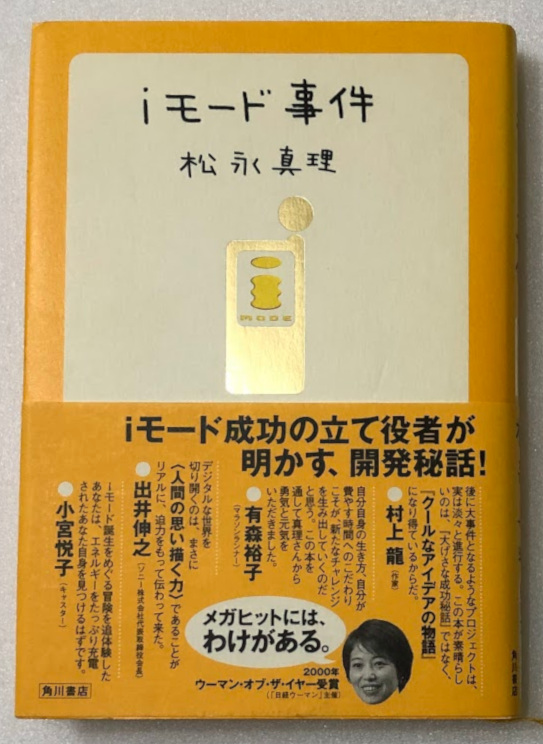 iモード事件
松永真理
i
MODE
iモード成功の立て役者が
明かす、開発秘話!
後に大事件となるようなプロジェクトは、
実は淡々と進行する。この本が素晴らし
いのは、「大げさな成功秘話」ではなく、
『クールなアイデアの物語』
になり得ているからだ。
●村上龍(作家)
自分自身の生き方、自分が
費やす時間へのこだわり
こそが、新たなチャレンジ
を生み出していくのだ
と思う。この本を
通して真理さんから
勇気と元気を
いただきました。
●有森裕子
(マラソンランナー)
デジタルな世界を
切り開くのは、まさに
〈人間の思い描く力〉であることが
リアルに、迫力をもって伝わって来た。
●出井伸之(ソニー株式会社代表取締役会長)
iモード誕生をめぐる冒険を追体験した
あなたは、エネルギーをたっぷり充電
されたあなた自身を見つけるはずです。
●小宮悦子(キャスター)
メガヒットには、
わけがある。
2000年
ウーマン・オブ・ザ・イヤー受賞
(「日経ウーマン」主催)
角川書店